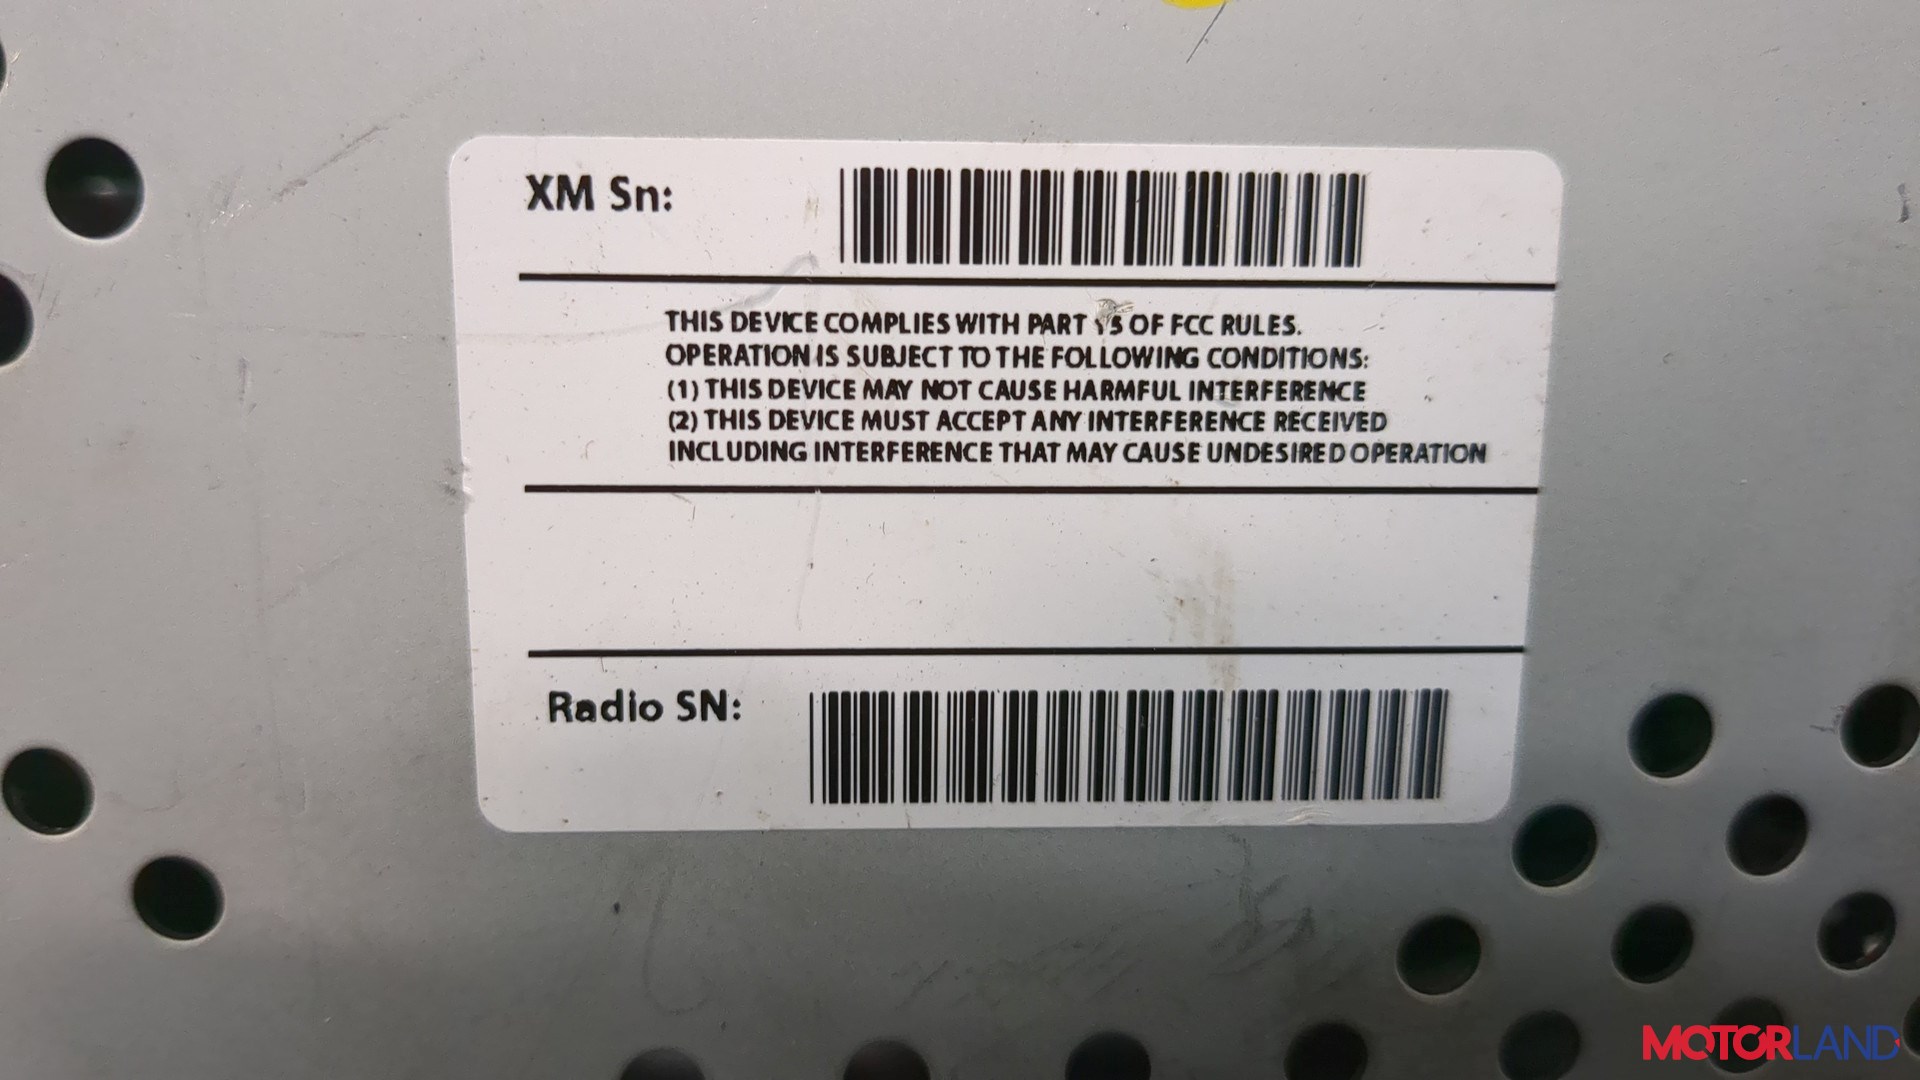 XM Sn:
THIS DEVICE COMPLIES WITH PART 15 OF FCC RULES.
OPERATION IS SUBJECT TO THE FOLLOWING CONDITIONS:
(1) THIS DEVICE MAY NOT CAUSE HARMFUL INTERFERENCE
(2) THIS DEVICE MUST ACCEPT ANY INTERFERENCE RECEIVED
INCLUDING INTERFERENCE THAT MAY CAUSE UNDESIRED OPERATION
Radio SN:
MOTORLAND